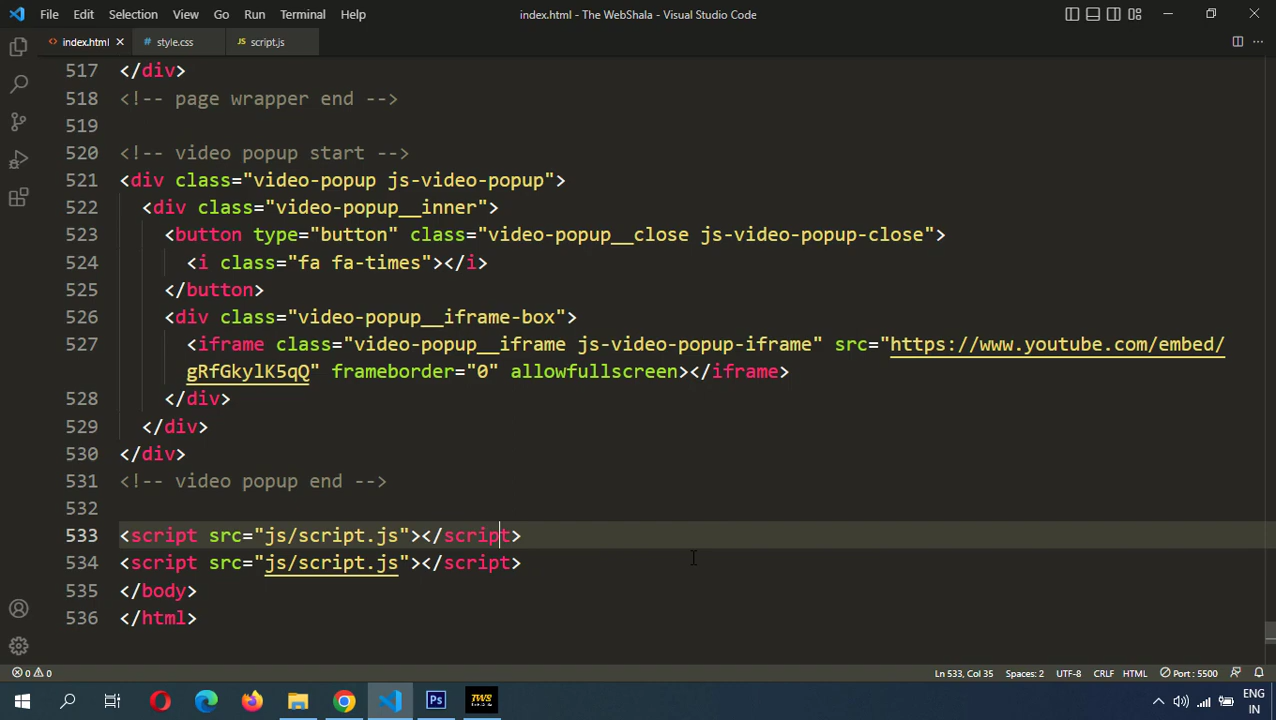 File Edit Selection View Go Run Terminal Help index.html - The WebShala - Visual Studio Code
<> index.html × # style.css JS script.js
517 </div>
518 <!-- page wrapper end -->
519
520 <!-- video popup start -->
521 <div class="video-popup js-video-popup">
522 <div class="video-popup__inner">
523 <button type="button" class="video-popup__close js-video-popup-close">
524 <i class="fa fa-times"></i>
525 </button>
526 <div class="video-popup__iframe-box">
527 <iframe class="video-popup__iframe js-video-popup-iframe" src="https://www.youtube.com/embed/
gRfGkylK5qQ" frameborder="0" allowfullscreen></iframe>
528 </div>
529 </div>
530 </div>
531 <!-- video popup end -->
532
533 <script src="js/script.js"></script>
534 <script src="js/script.js"></script>
535 </body>
536 </html>
0 0 Ln 533, Col 35 Spaces: 2 UTF-8 CRLF HTML Port : 5500
Ps TWS ENG
IN